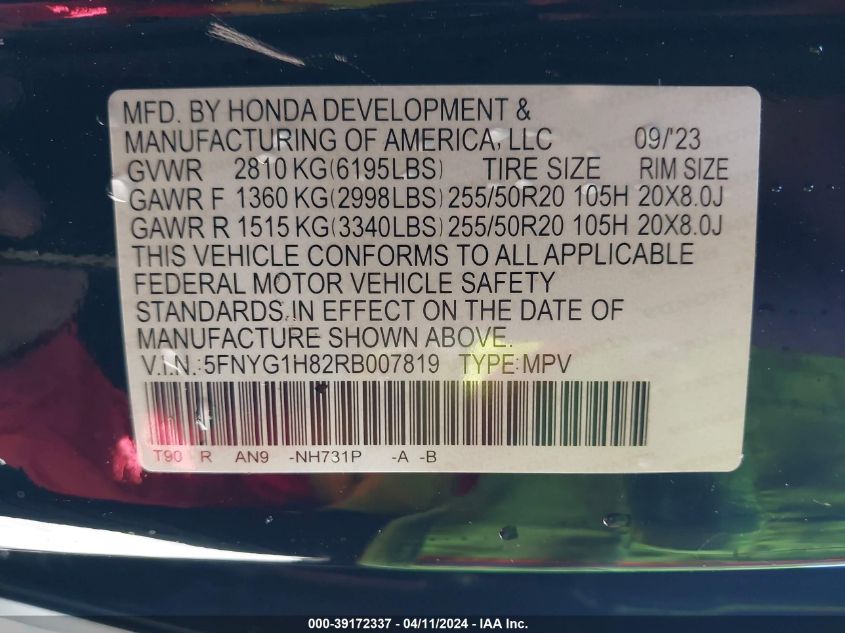 MFD. BY HONDA DEVELOPMENT &
MANUFACTURING OF AMERICA, LLC 09/'23
GVWR 2810 KG(6195LBS) TIRE SIZE RIM SIZE
GAWR F 1360 KG(2998LBS) 255/50R20 105H 20X8.0J
GAWR R 1515 KG(3340LBS) 255/50R20 105H 20X8.0J
THIS VEHICLE CONFORMS TO ALL APPLICABLE
FEDERAL MOTOR VEHICLE SAFETY
STANDARDS IN EFFECT ON THE DATE OF
MANUFACTURE SHOWN ABOVE.
V.I.N.:5FNYG1H82RB007819 TYPE:MPV
T90 R AN9 -NH731P -A -B
000-39172337 - 04/11/2024 - IAA Inc.